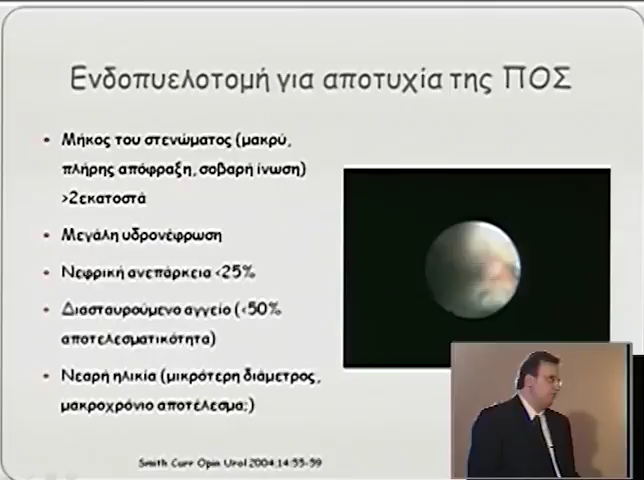 Ενδοπυελοτομή για αποτυχία της ΠΟΣ
• Μήκος του στενώματος (μακρύ,
πλήρης απόφραξη, σοβαρή ίνωση)
>2εκατοστά
• Μεγάλη υδρονέφρωση
• Νεφρική ανεπάρκεια <25%
• Διασταυρούμενο αγγείο (<50%
αποτελεσματικότητα)
• Νεαρή ηλικία (μικρότερη διάμετρος,
μακροχρόνιο αποτέλεσμα;)
Smith Curr Opin Urol 2004;14:55-59